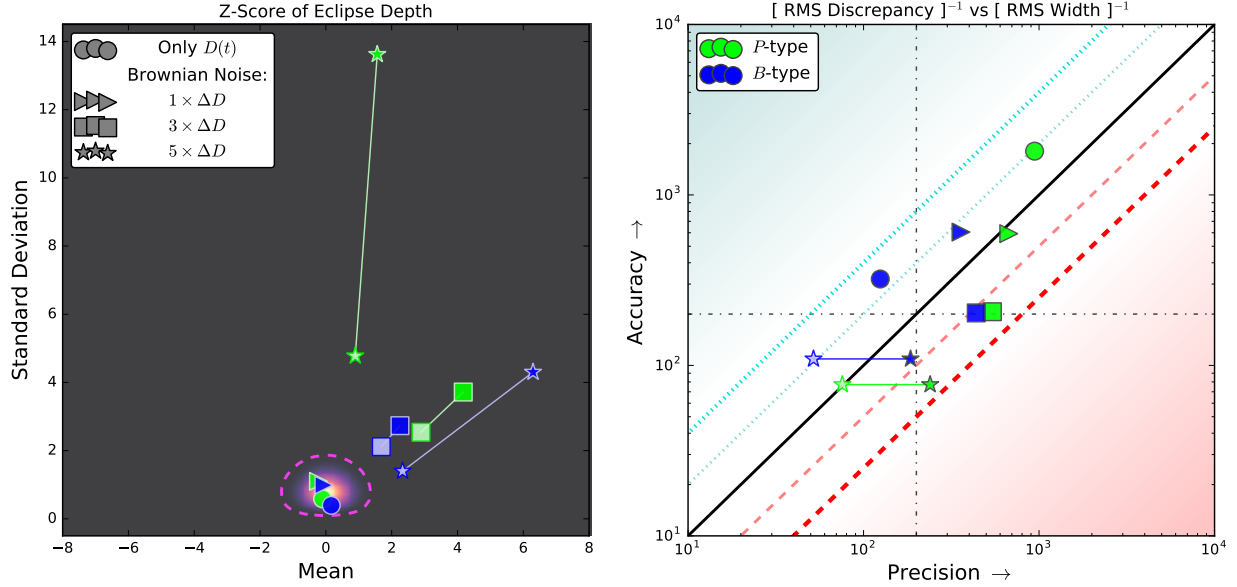 Z-Score of Eclipse Depth
Only D(t)
Brownian Noise:
1 × ΔD
3 × ΔD
5 × ΔD
Standard Deviation
14
12
10
8
6
4
2
0
−8 −6 −4 −2 0 2 4 6 8
Mean
[ RMS Discrepancy ]⁻¹ vs [ RMS Width ]⁻¹
P-type
B-type
Accuracy →
10⁴
10³
10²
10¹
10¹ 10² 10³ 10⁴
Precision →